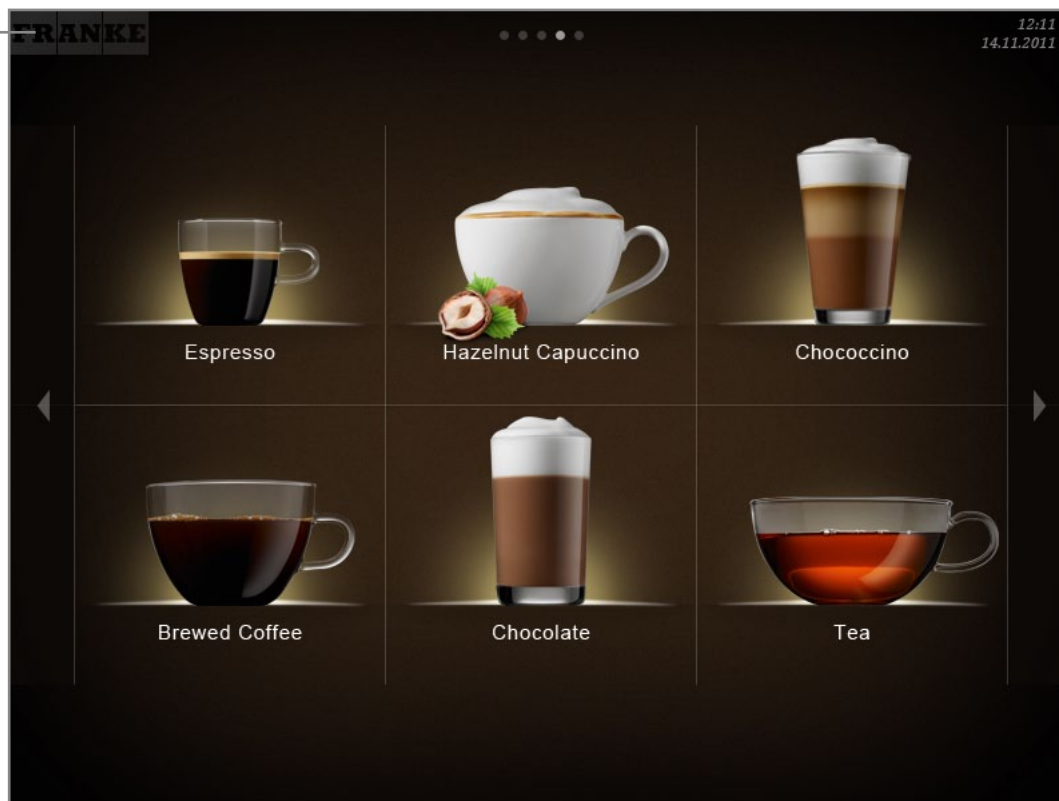 FRANKE
12:11
14.11.2011
Espresso
Hazelnut Capuccino
Chococcino
Brewed Coffee
Chocolate
Tea